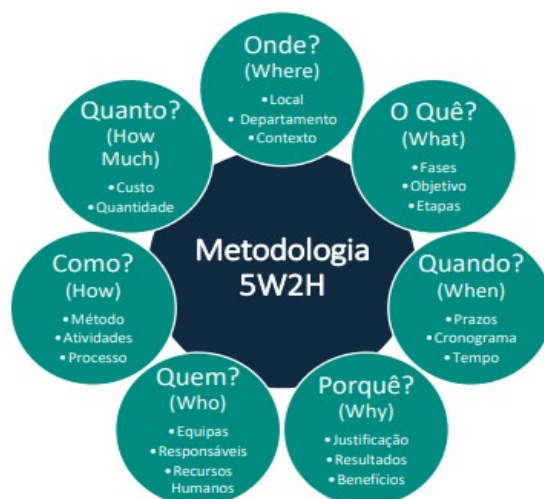 Onde?
(Where)
•Local
•Departamento
•Contexto
O Quê?
(What)
•Fases
•Objetivo
•Etapas
Quando?
(When)
•Prazos
•Cronograma
•Tempo
Porquê?
(Why)
•Justificação
•Resultados
•Benefícios
Quem?
(Who)
•Equipas
•Responsáveis
•Recursos
Humanos
Como?
(How)
•Método
•Atividades
•Processo
Quanto?
(How
Much)
•Custo
•Quantidade
Metodologia
5W2H